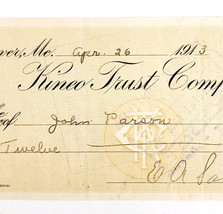 ver, Me. Apr. 26 1913
Kineo Trust Comp
of John Parson
Twelve
E A